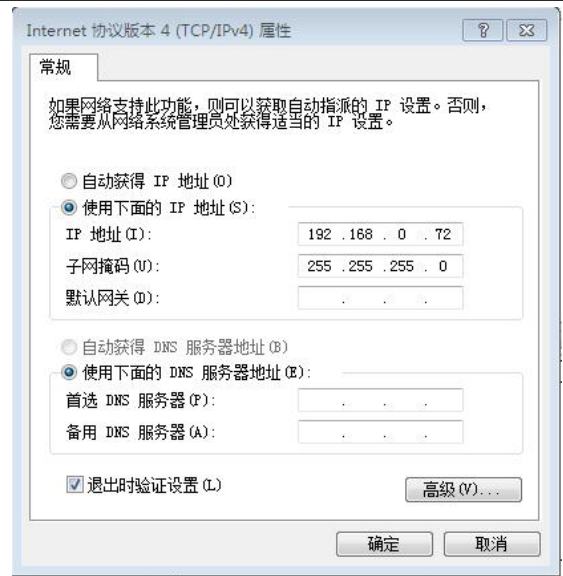 Internet 协议版本 4 (TCP/IPv4) 属性
常规
如果网络支持此功能，则可以获取自动指派的 IP 设置。否则，
您需要从网络系统管理员处获得适当的 IP 设置。
自动获得 IP 地址(O)
使用下面的 IP 地址(S):
IP 地址(I): 192 .168 . 0 . 72
子网掩码(U): 255 .255 .255 . 0
默认网关(D): . . .
自动获得 DNS 服务器地址(B)
使用下面的 DNS 服务器地址(E):
首选 DNS 服务器(P): . . .
备用 DNS 服务器(A): . . .
退出时验证设置(L)
高级(V)...
确定 取消